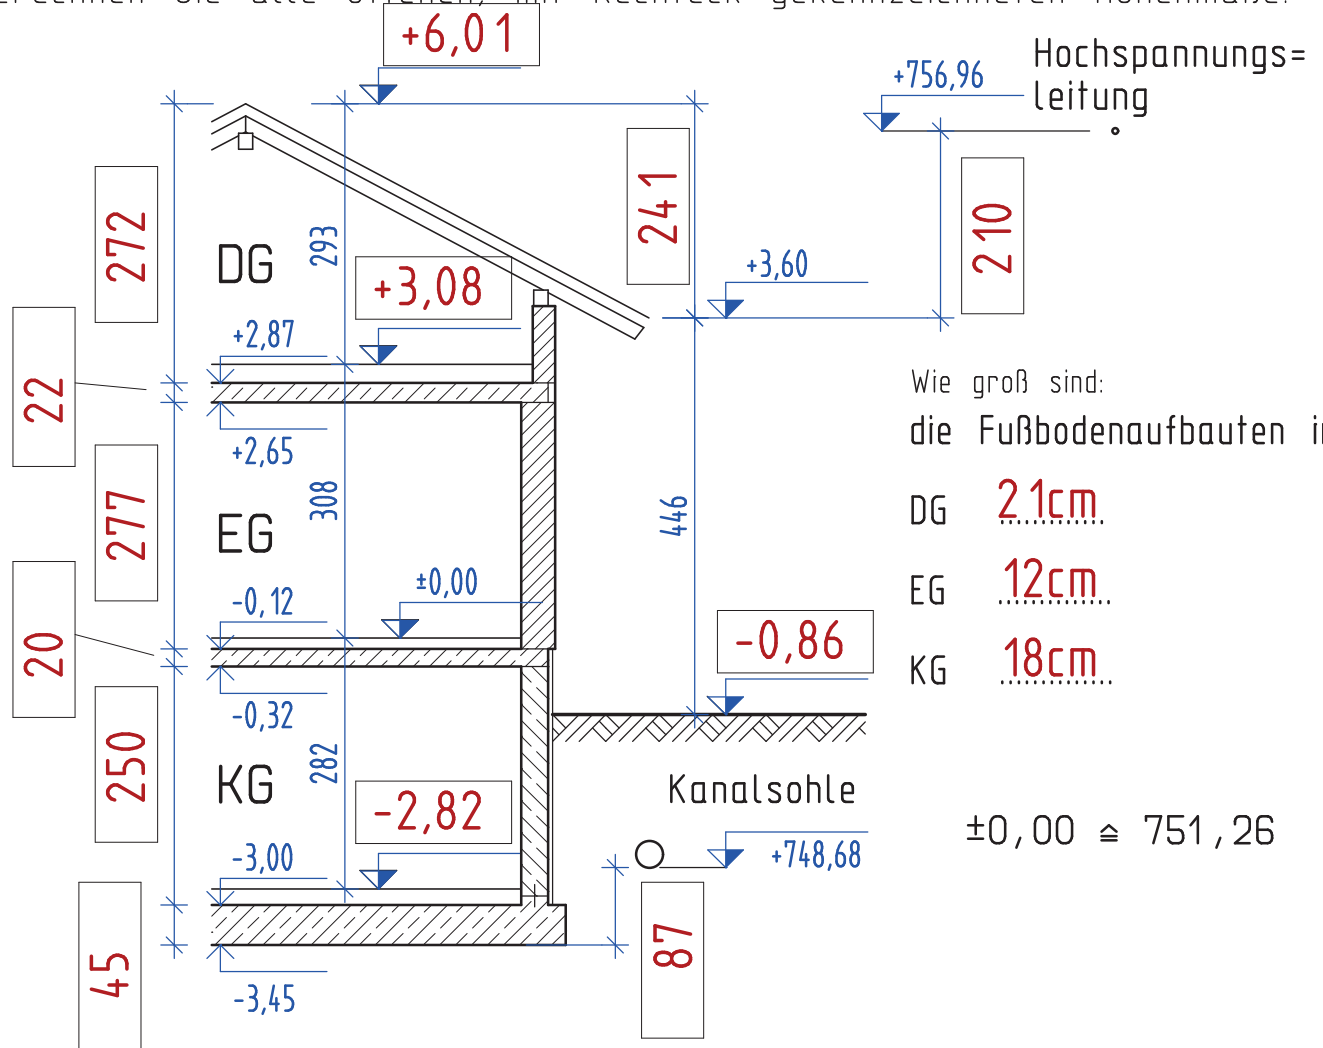 +6,01
Hochspannungs=
leitung
+756,96
272
293
241
210
DG
+3,08
+3,60
+2,87
22
+2,65
Wie groß sind:
die Fußbodenaufbauten
277
308
446
EG
DG 21cm
-0,12
±0,00
EG 12cm
20
-0,86
KG 18cm
-0,32
250
282
KG
-2,82
Kanalsohle
±0,00 ≙ 751,26
-3,00
+748,68
45
87
-3,45